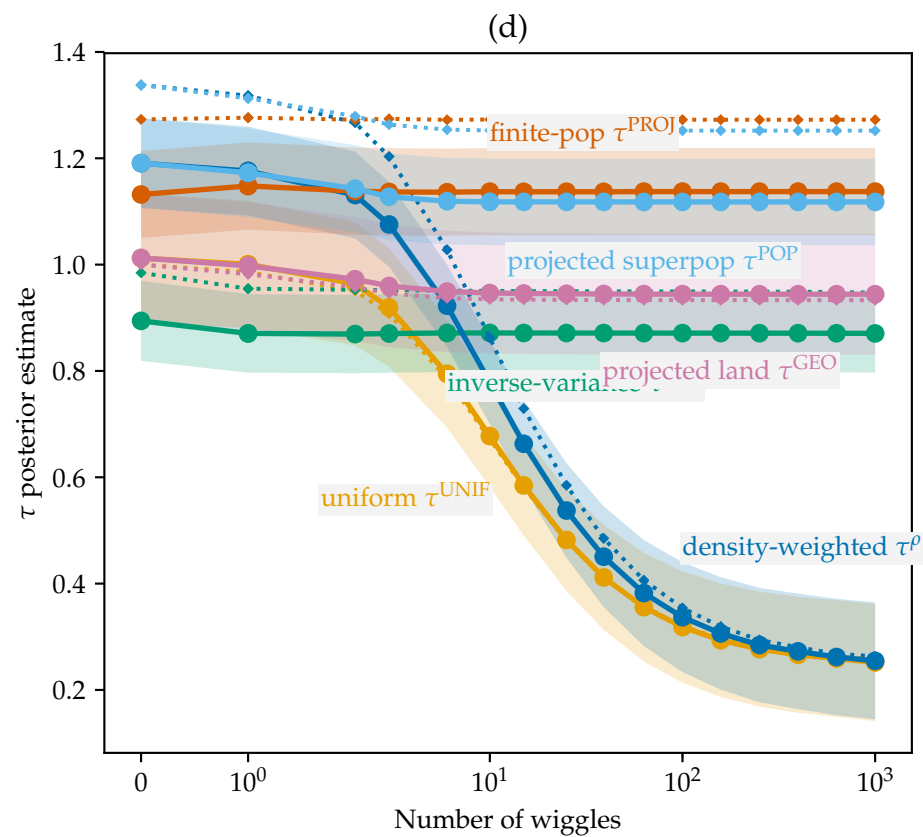 (d)
1.4
1.2
1.0
0.8
0.6
0.4
0.2
τ posterior estimate
finite-pop τ^PROJ
projected superpop τ^POP
projected land τ^GEO
inverse-variance τ
uniform τ^UNIF
density-weighted τ^ρ
0 10^0 10^1 10^2 10^3
Number of wiggles